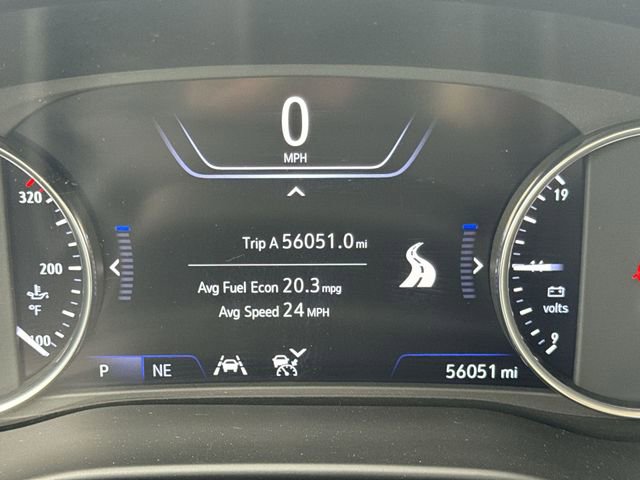 0
MPH
Trip A 56051.0 mi
Avg Fuel Econ 20.3 mpg
Avg Speed 24 MPH
320
200
°F
100
19
14
volts
9
P NE
56051 mi